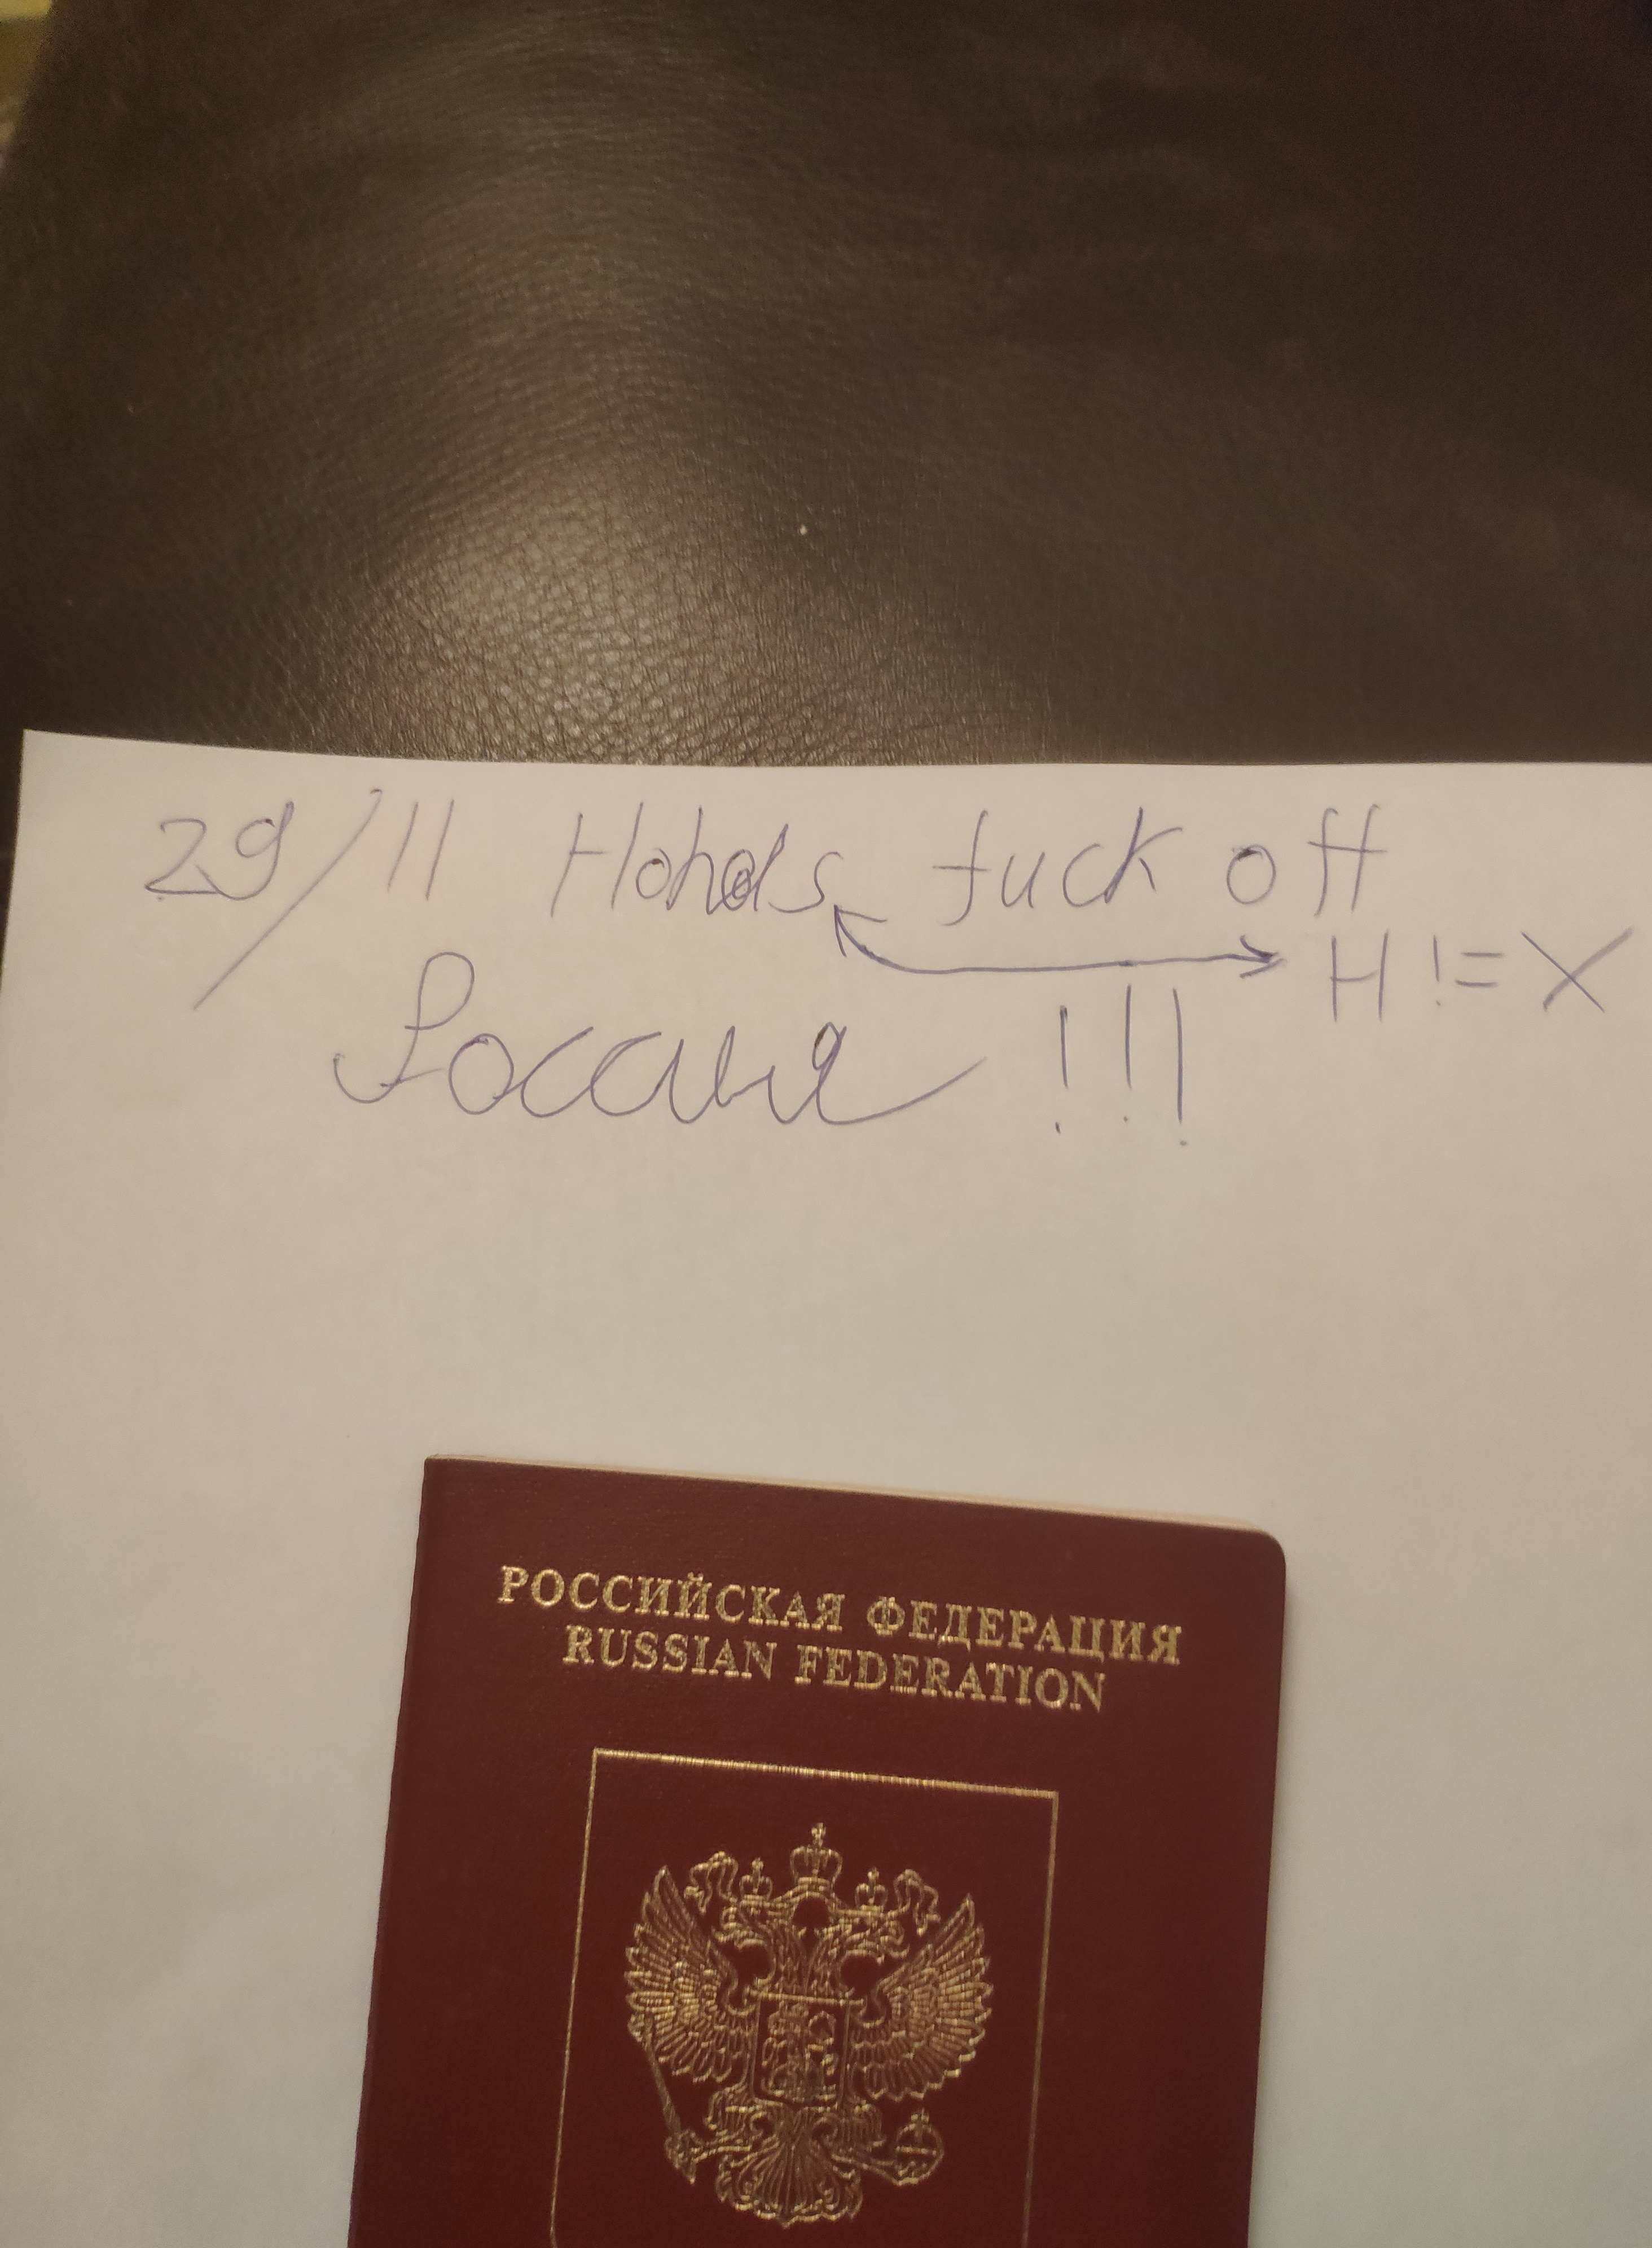 29/11 Hohols fuck off
H != X
Россия !!!
РОССИЙСКАЯ ФЕДЕРАЦИЯ
RUSSIAN FEDERATION